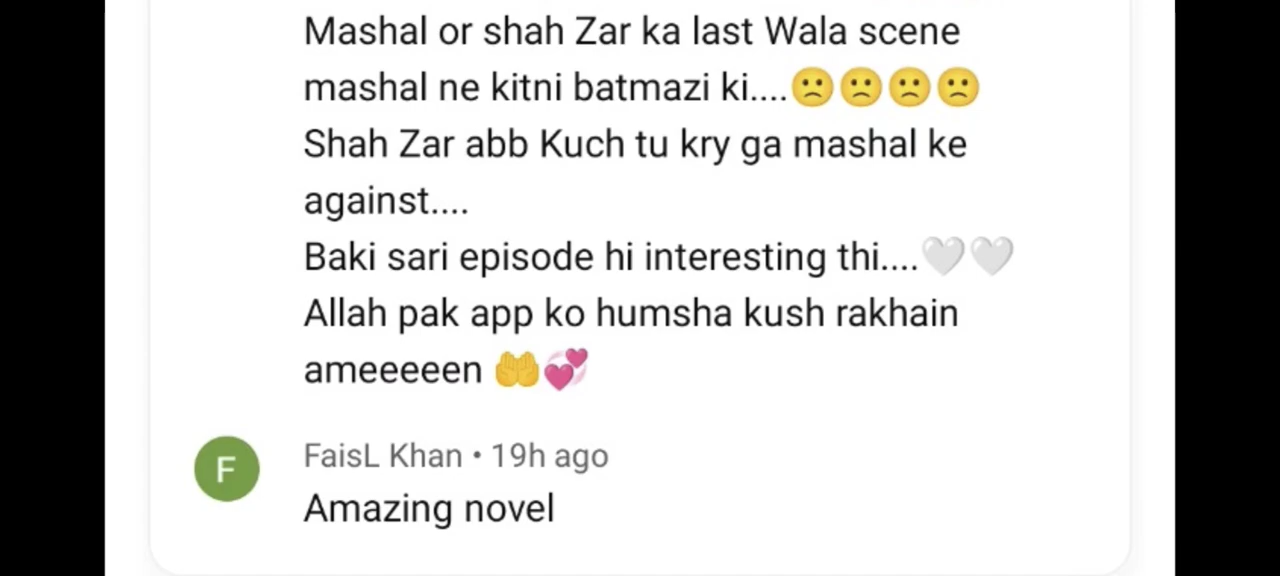 Mashal or shah Zar ka last Wala scene
mashal ne kitni batmazi ki....🙁🙁🙁🙁
Shah Zar abb Kuch tu kry ga mashal ke
against....
Baki sari episode hi interesting thi....🤍🤍
Allah pak app ko humsha kush rakhain
ameeeeen 🤲💞
F
FaisL Khan • 19h ago
Amazing novel